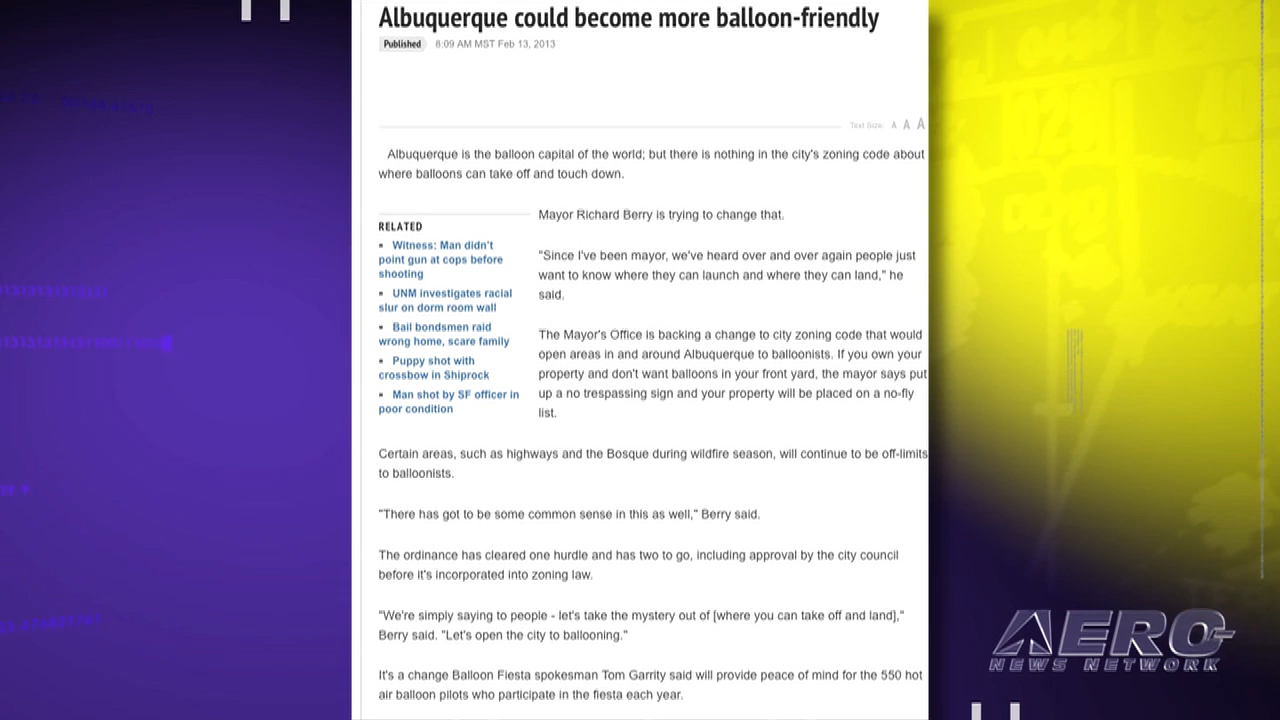 Albuquerque could become more balloon-friendly
Published 8:09 AM MST Feb 13, 2013
Text Size: A A A
Albuquerque is the balloon capital of the world; but there is nothing in the city's zoning code about
where balloons can take off and touch down.
RELATED
▪ Witness: Man didn't
point gun at cops before
shooting
▪ UNM investigates racial
slur on dorm room wall
▪ Bail bondsmen raid
wrong home, scare family
▪ Puppy shot with
crossbow in Shiprock
▪ Man shot by SF officer in
poor condition
Mayor Richard Berry is trying to change that.
"Since I've been mayor, we've heard over and over again people just
want to know where they can launch and where they can land," he
said.
The Mayor's Office is backing a change to city zoning code that would
open areas in and around Albuquerque to balloonists. If you own your
property and don't want balloons in your front yard, the mayor says put
up a no trespassing sign and your property will be placed on a no-fly
list.
Certain areas, such as highways and the Bosque during wildfire season, will continue to be off-limits
to balloonists.
"There has got to be some common sense in this as well," Berry said.
The ordinance has cleared one hurdle and has two to go, including approval by the city council
before it's incorporated into zoning law.
"We're simply saying to people - let's take the mystery out of [where you can take off and land],"
Berry said. "Let's open the city to ballooning."
It's a change Balloon Fiesta spokesman Tom Garrity said will provide peace of mind for the 550 hot
air balloon pilots who participate in the fiesta each year.
AERO-
NEWS NETWORK